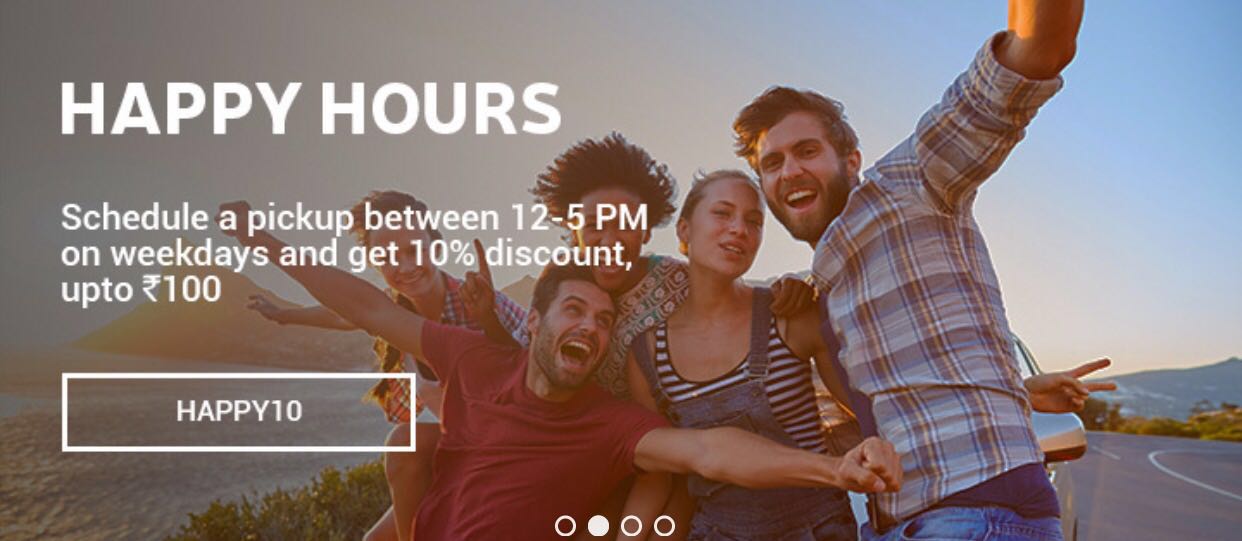 HAPPY HOURS
Schedule a pickup between 12-5 PM
on weekdays and get 10% discount,
upto ₹100
HAPPY10